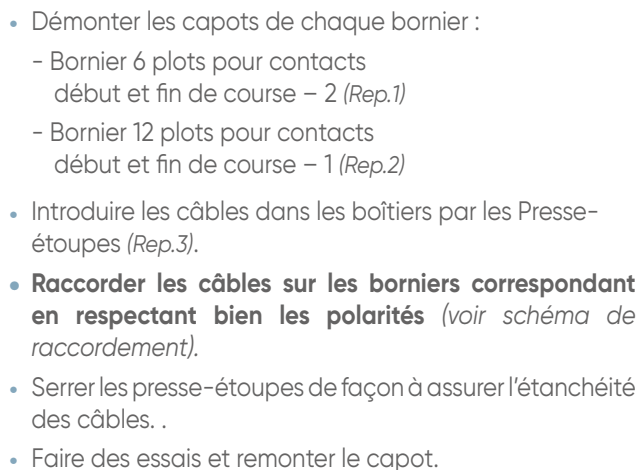 • Démonter les capots de chaque bornier :
- Bornier 6 plots pour contacts
début et fin de course – 2 (Rep.1)
- Bornier 12 plots pour contacts
début et fin de course – 1 (Rep.2)
• Introduire les câbles dans les boîtiers par les Presse-
étoupes (Rep.3).
• Raccorder les câbles sur les borniers correspondant
en respectant bien les polarités (voir schéma de
raccordement).
• Serrer les presse-étoupes de façon à assurer l'étanchéité
des câbles. .
• Faire des essais et remonter le capot.